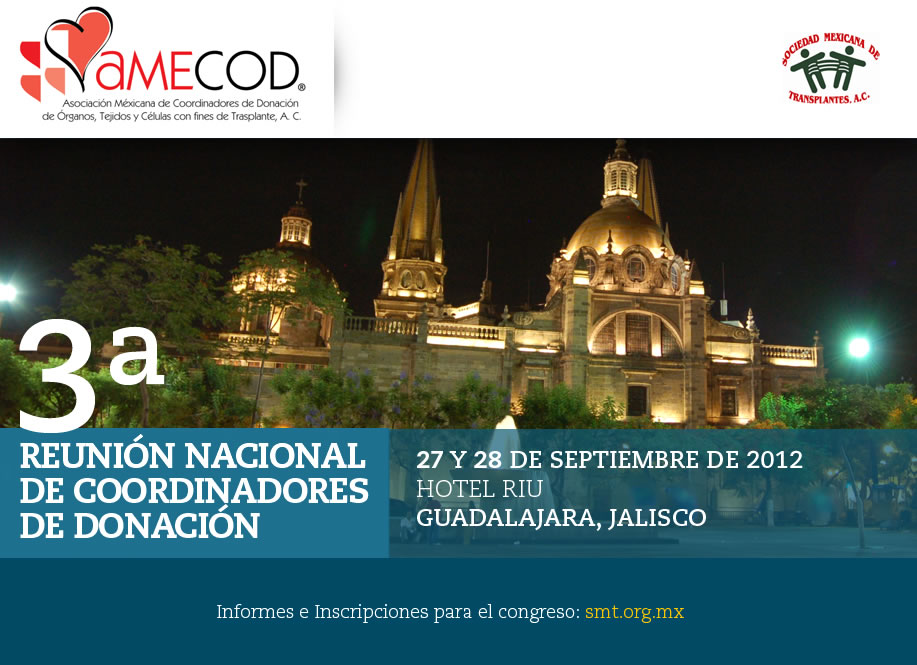 aMECOD®
Asociación Méxicana de Coordinadores de Donación
de Órganos, Tejidos y Células con fines de Trasplante, A. C.
SOCIEDAD MEXICANA DE
TRANSPLANTES, A.C.
3a
REUNIÓN NACIONAL
DE COORDINADORES
DE DONACIÓN
27 Y 28 DE SEPTIEMBRE DE 2012
HOTEL RIU
GUADALAJARA, JALISCO
Informes e Inscripciones para el congreso: smt.org.mx